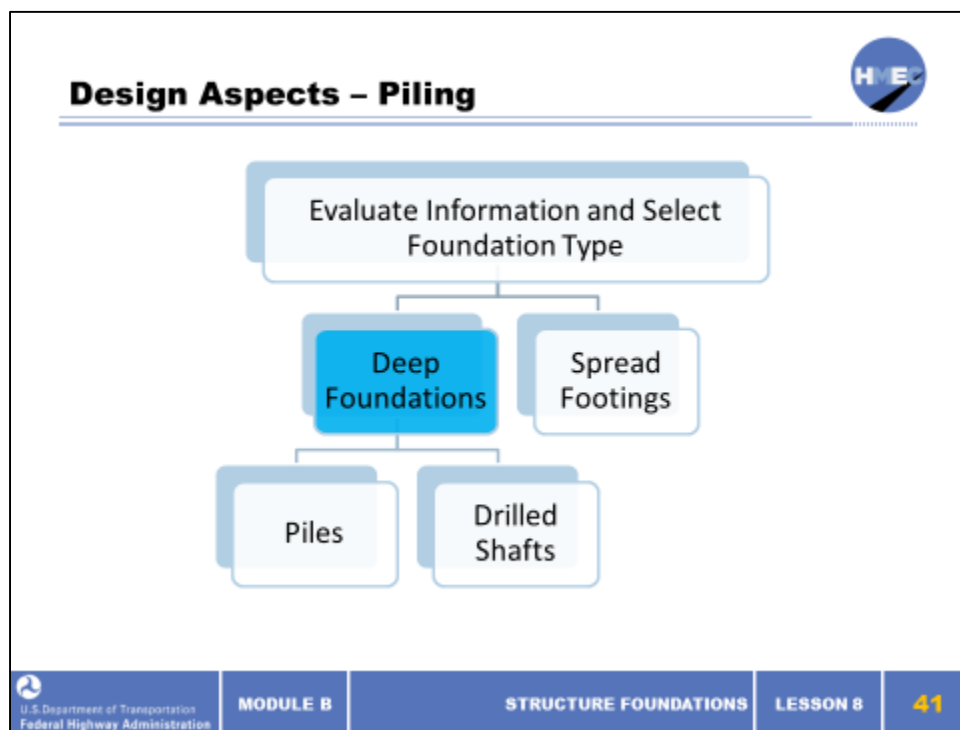 Design Aspects – Piling
HMEC
Evaluate Information and Select
Foundation Type
Deep
Foundations
Spread
Footings
Piles
Drilled
Shafts
U.S. Department of Transportation
Federal Highway Administration
MODULE B
STRUCTURE FOUNDATIONS
LESSON 8
41